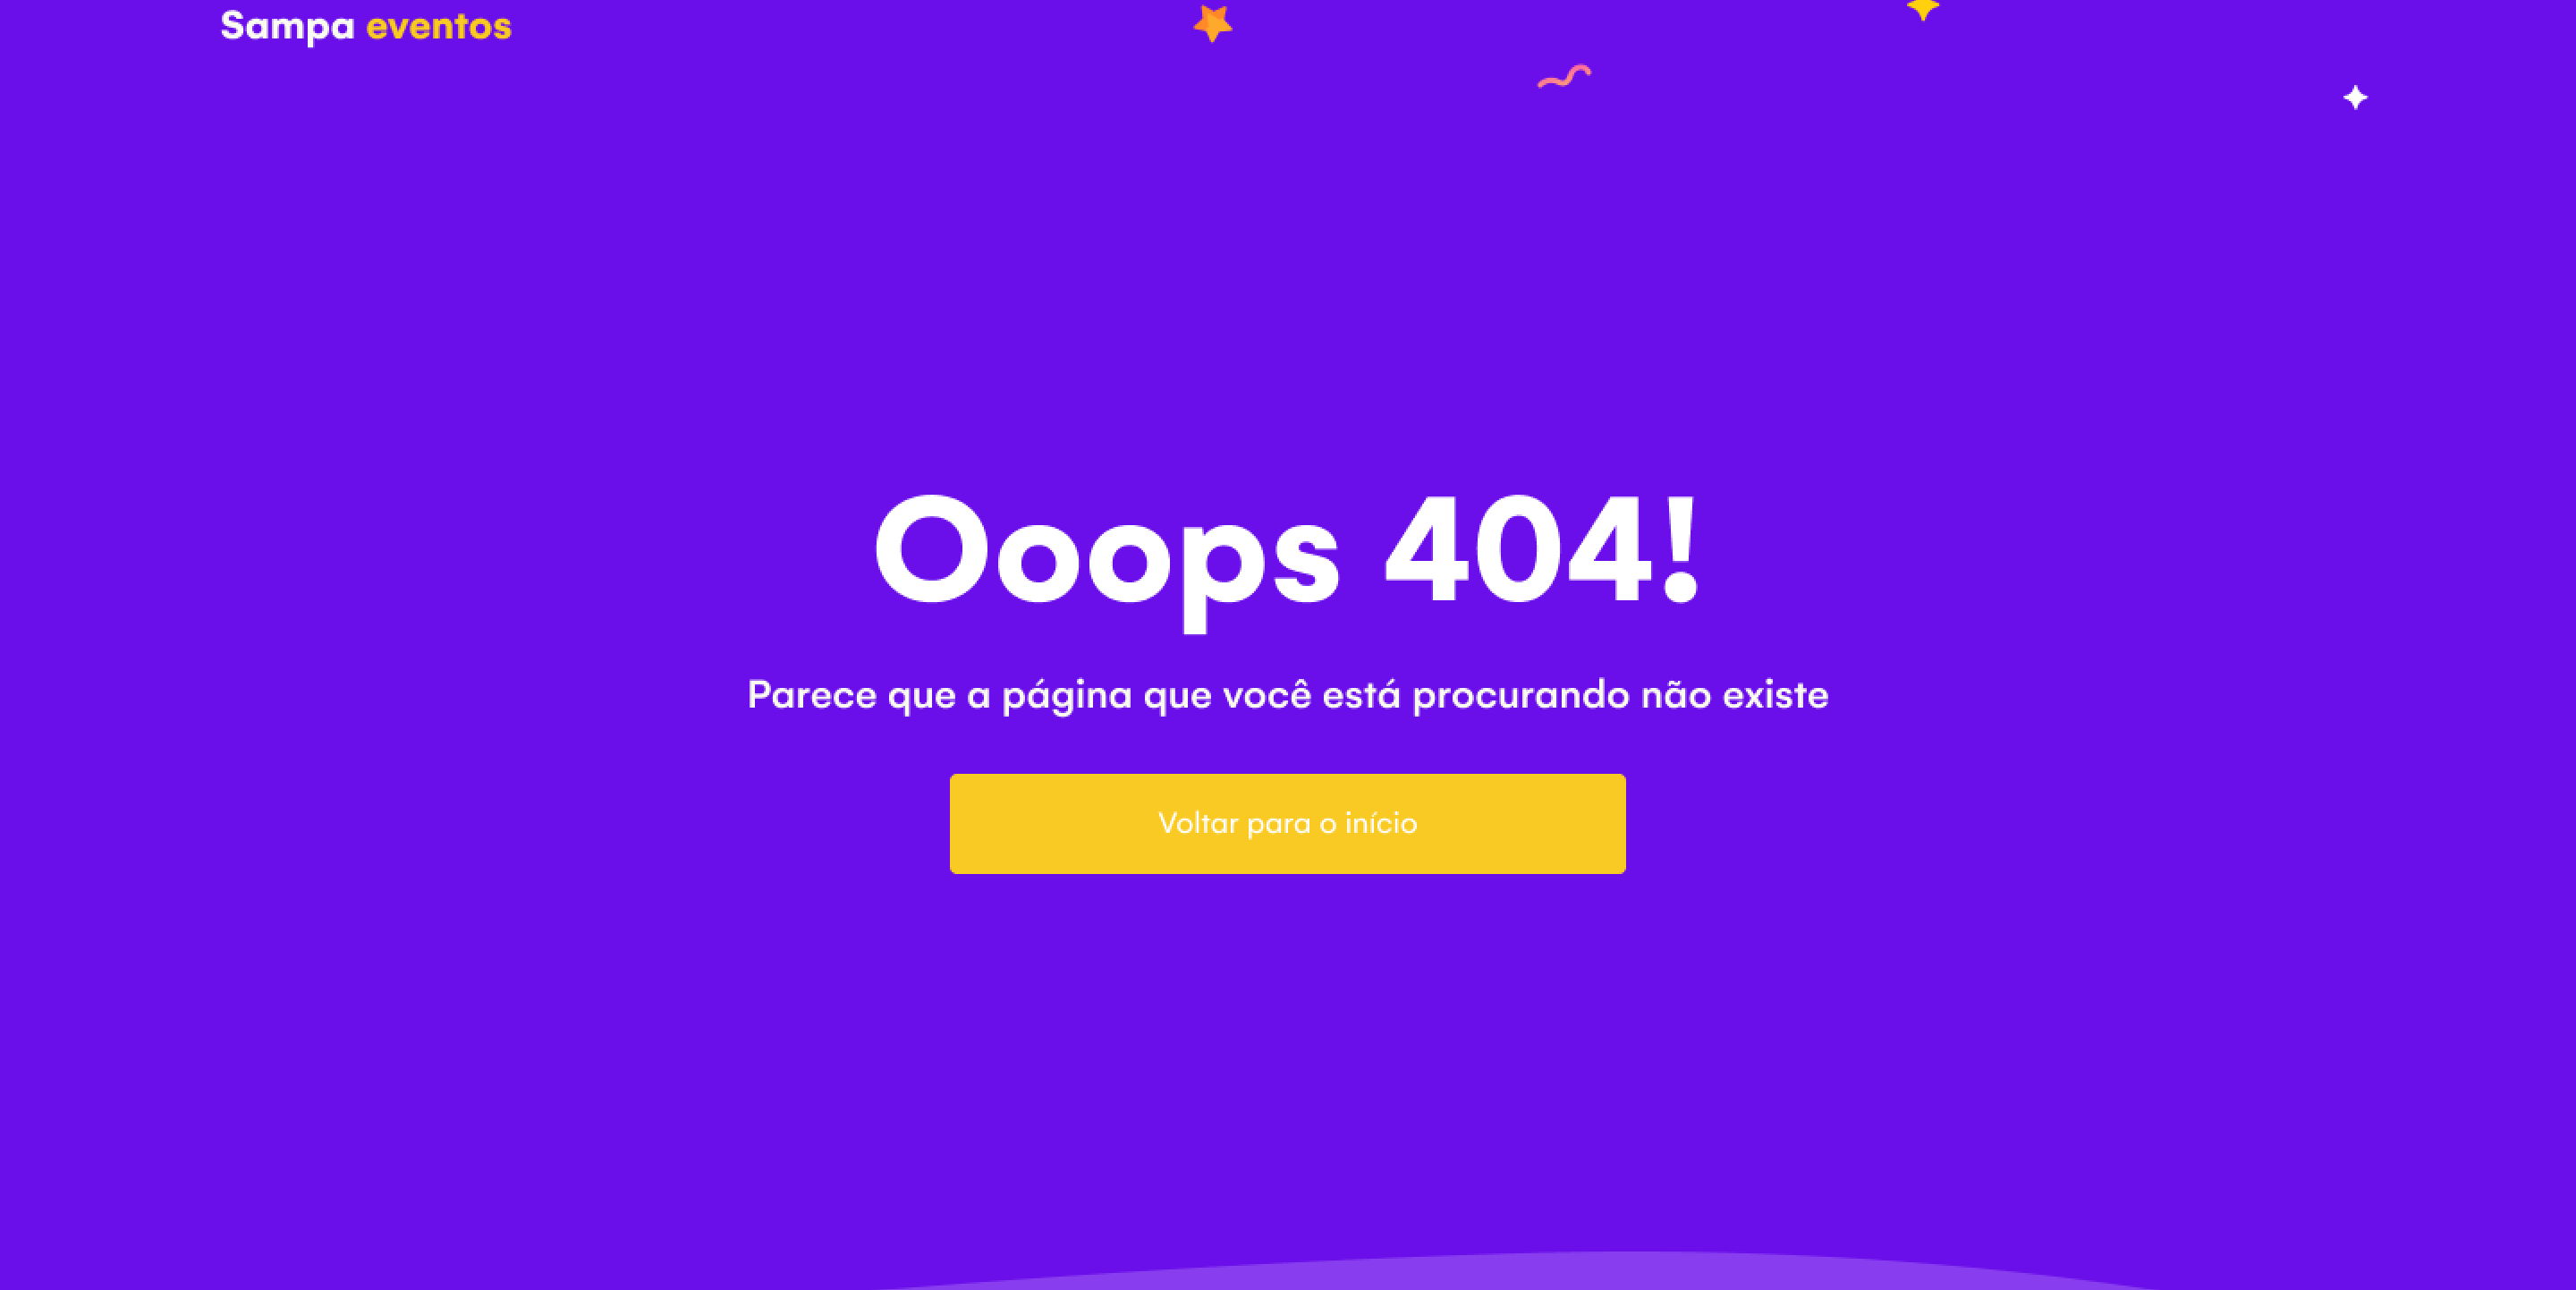 Sampa eventos
Ooops 404!
Parece que a página que você está procurando não existe
Voltar para o início